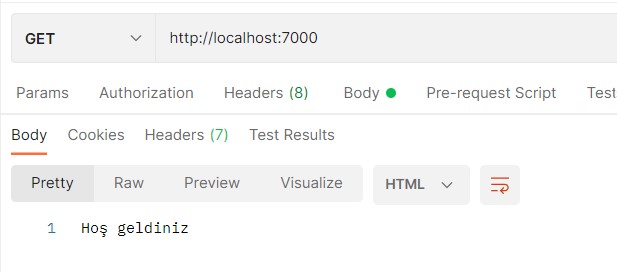 GET http://localhost:7000
Params Authorization Headers (8) Body Pre-request Script Test
Body Cookies Headers (7) Test Results
Pretty Raw Preview Visualize HTML
1 Hoş geldiniz